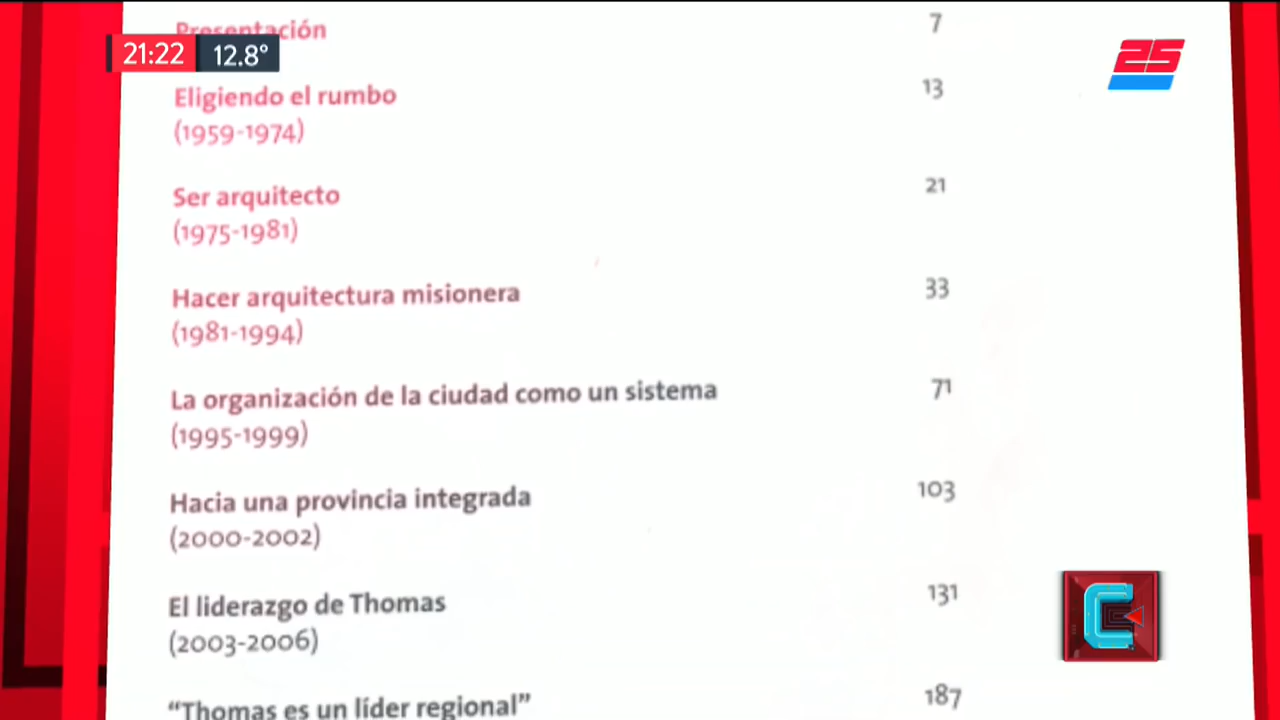 Presentación 7
21:22 12.8°
25
Eligiendo el rumbo 13
(1959-1974)
Ser arquitecto 21
(1975-1981)
Hacer arquitectura misionera 33
(1981-1994)
La organización de la ciudad como un sistema 71
(1995-1999)
Hacia una provincia integrada 103
(2000-2002)
El liderazgo de Thomas 131
(2003-2006)
C
“Thomas es un líder regional” 187